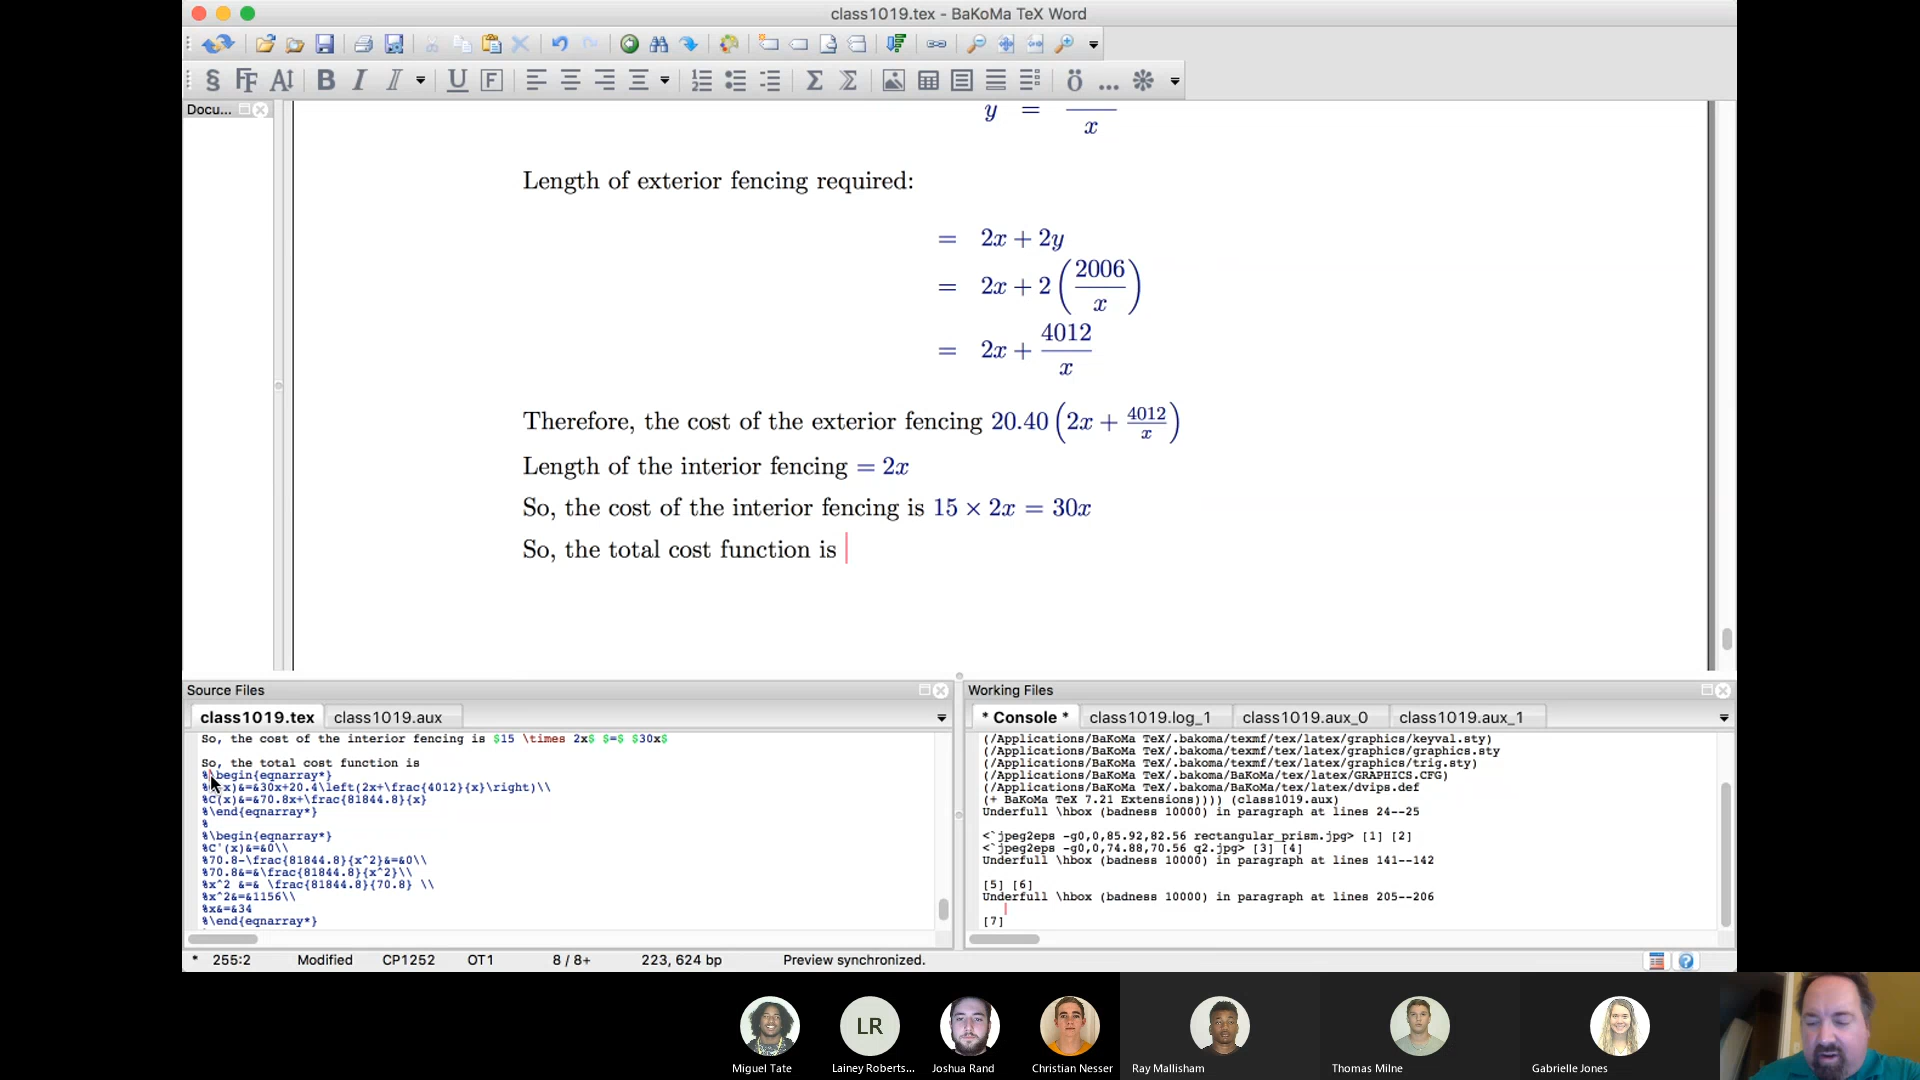 class1019.tex - BaKoMa TeX Word
Docu...
y = x
Length of exterior fencing required:
= 2x + 2y
= 2x + 2 (2006/x)
= 2x + 4012/x
Therefore, the cost of the exterior fencing 20.40 (2x + 4012/x)
Length of the interior fencing = 2x
So, the cost of the interior fencing is 15 × 2x = 30x
So, the total cost function is
Source Files
class1019.tex class1019.aux
So, the cost of the interior fencing is $15 \times 2x$ $=$ $30x$
So, the total cost function is
%\begin{eqnarray*}
%C(x)&=&30x+20.4\left(2x+\frac{4012}{x}\right)\\
%C(x)&=&70.8x+\frac{81844.8}{x}
%\end{eqnarray*}
%
%\begin{eqnarray*}
%C'(x)&=&0\\
%70.8-\frac{81844.8}{x^2}&=&0\\
%70.8&=&\frac{81844.8}{x^2}\\
%x^2 &=& \frac{81844.8}{70.8} \\
%x^2&=&1156\\
%x&=&34
%\end{eqnarray*}
Working Files
* Console * class1019.log_1 class1019.aux_0 class1019.aux_1
(/Applications/BaKoMa TeX/.bakoma/texmf/tex/latex/graphics/keyval.sty)
(/Applications/BaKoMa TeX/.bakoma/texmf/tex/latex/graphics/graphics.sty
(/Applications/BaKoMa TeX/.bakoma/texmf/tex/latex/graphics/trig.sty)
(/Applications/BaKoMa TeX/.bakoma/BaKoMa/tex/latex/GRAPHICS.CFG)
(/Applications/BaKoMa TeX/.bakoma/texmf/tex/latex/dvips.def
(+ BaKoMa TeX 7.21 Extensions)))) (class1019.aux)
Underfull \hbox (badness 10000) in paragraph at lines 24--25
<`jpeg2eps -g0,0,85.92,82.56 rectangular_prism.jpg> [1] [2]
<`jpeg2eps -g0,0,74.88,70.56 q2.jpg> [3] [4]
Underfull \hbox (badness 10000) in paragraph at lines 141--142
[5] [6]
Underfull \hbox (badness 10000) in paragraph at lines 205--206
[7]
* 255:2 Modified CP1252 OT1 8 / 8+ 223, 624 bp Preview synchronized.
LR
Miguel Tate Lainey Roberts... Joshua Rand Christian Nesser Ray Mallisham Thomas Milne Gabrielle Jones